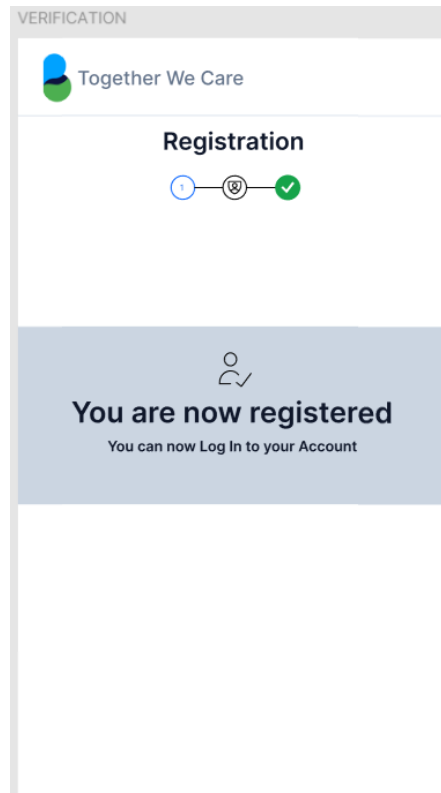 VERIFICATION
Together We Care
Registration
1
You are now registered
You can now Log In to your Account